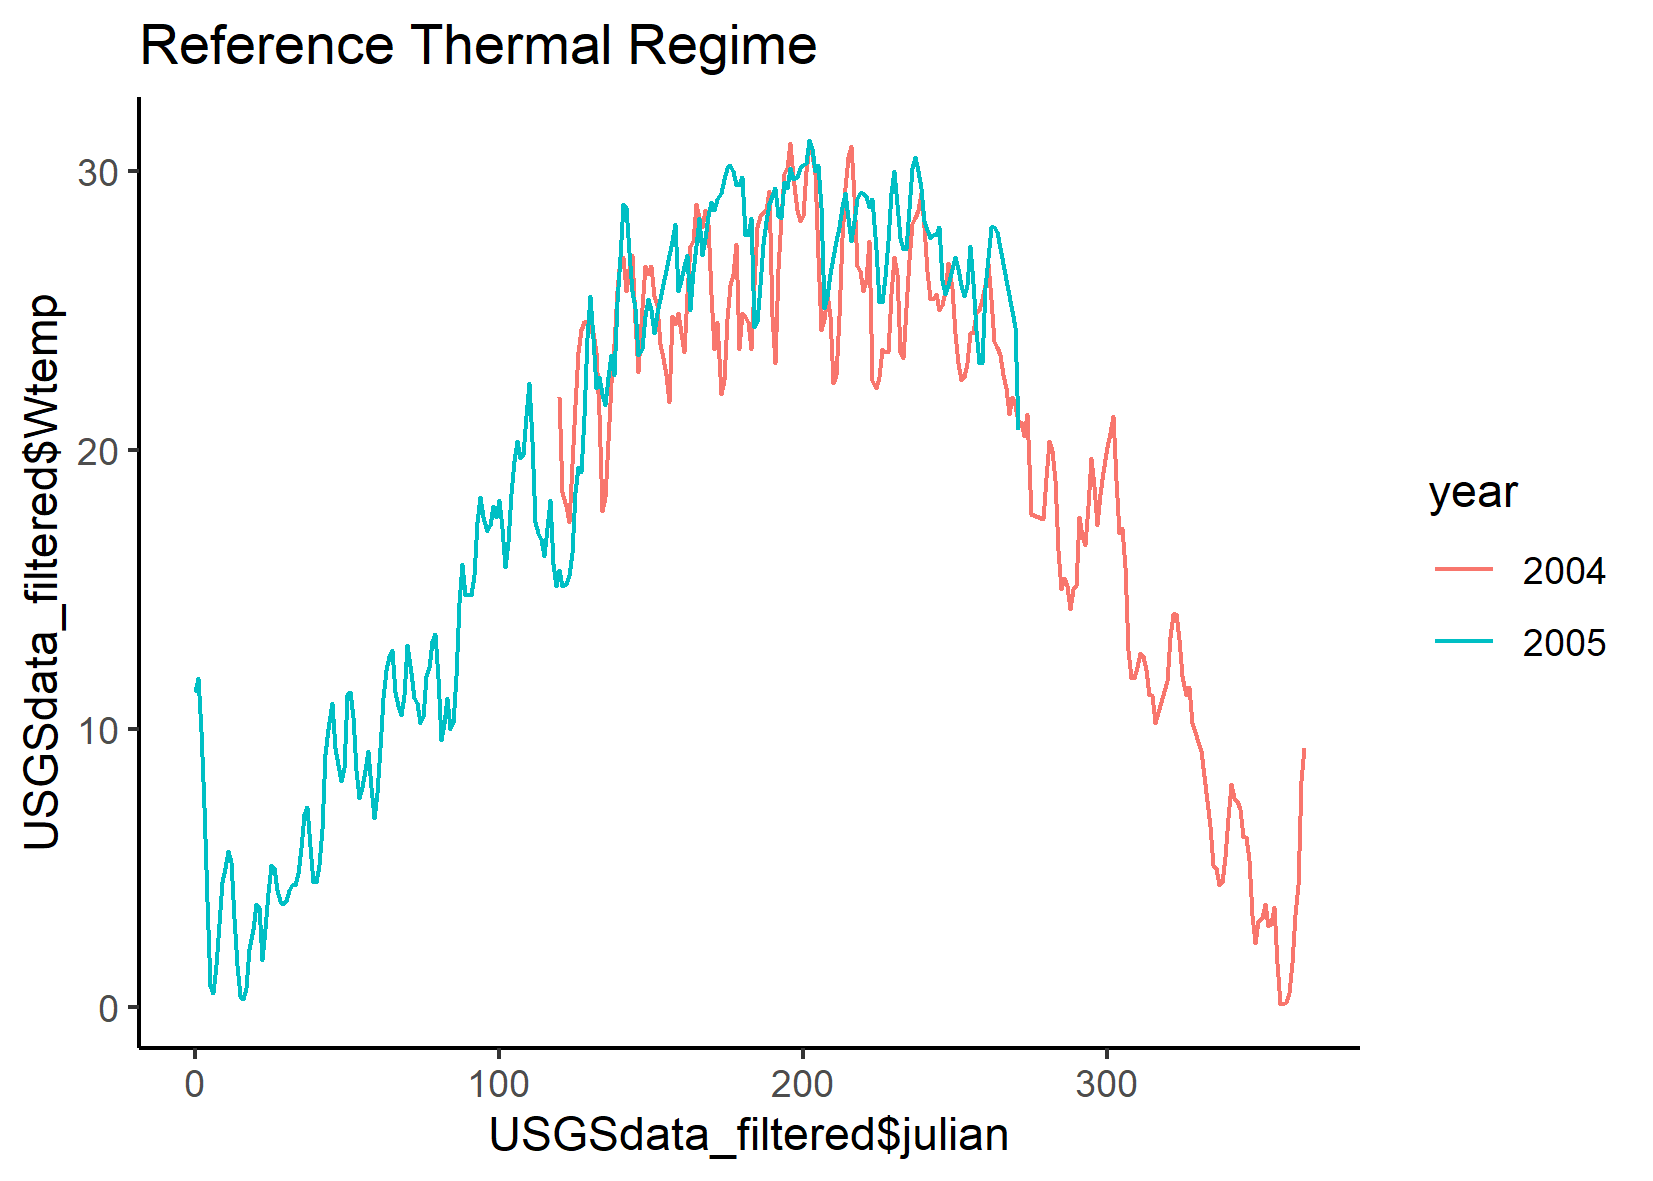 Reference Thermal Regime
USGSdata_filtered$Wtemp
30
20
10
0
0 100 200 300
USGSdata_filtered$julian
year
2004
2005